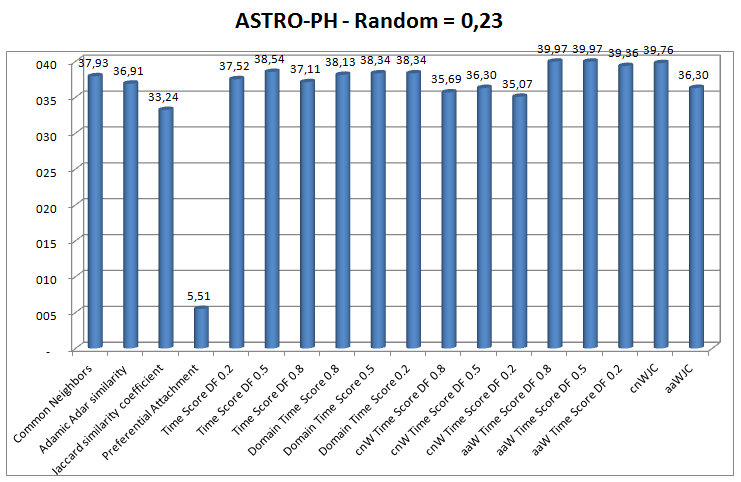 ASTRO-PH - Random = 0,23
040
035
030
025
020
015
010
005
-
37,93
36,91
33,24
5,51
37,52
38,54
37,11
38,13
38,34
38,34
35,69
36,30
35,07
39,97
39,97
39,36
39,76
36,30
Common Neighbors
Adamic Adar similarity
Jaccard similarity coefficient
Preferential Attachment
Time Score DF 0.2
Time Score DF 0.5
Time Score DF 0.8
Domain Time Score 0.8
Domain Time Score 0.5
Domain Time Score 0.2
cnW Time Score DF 0.8
cnW Time Score DF 0.5
cnW Time Score DF 0.2
aaW Time Score DF 0.8
aaW Time Score DF 0.5
aaW Time Score DF 0.2
cnWJC
aaWJC